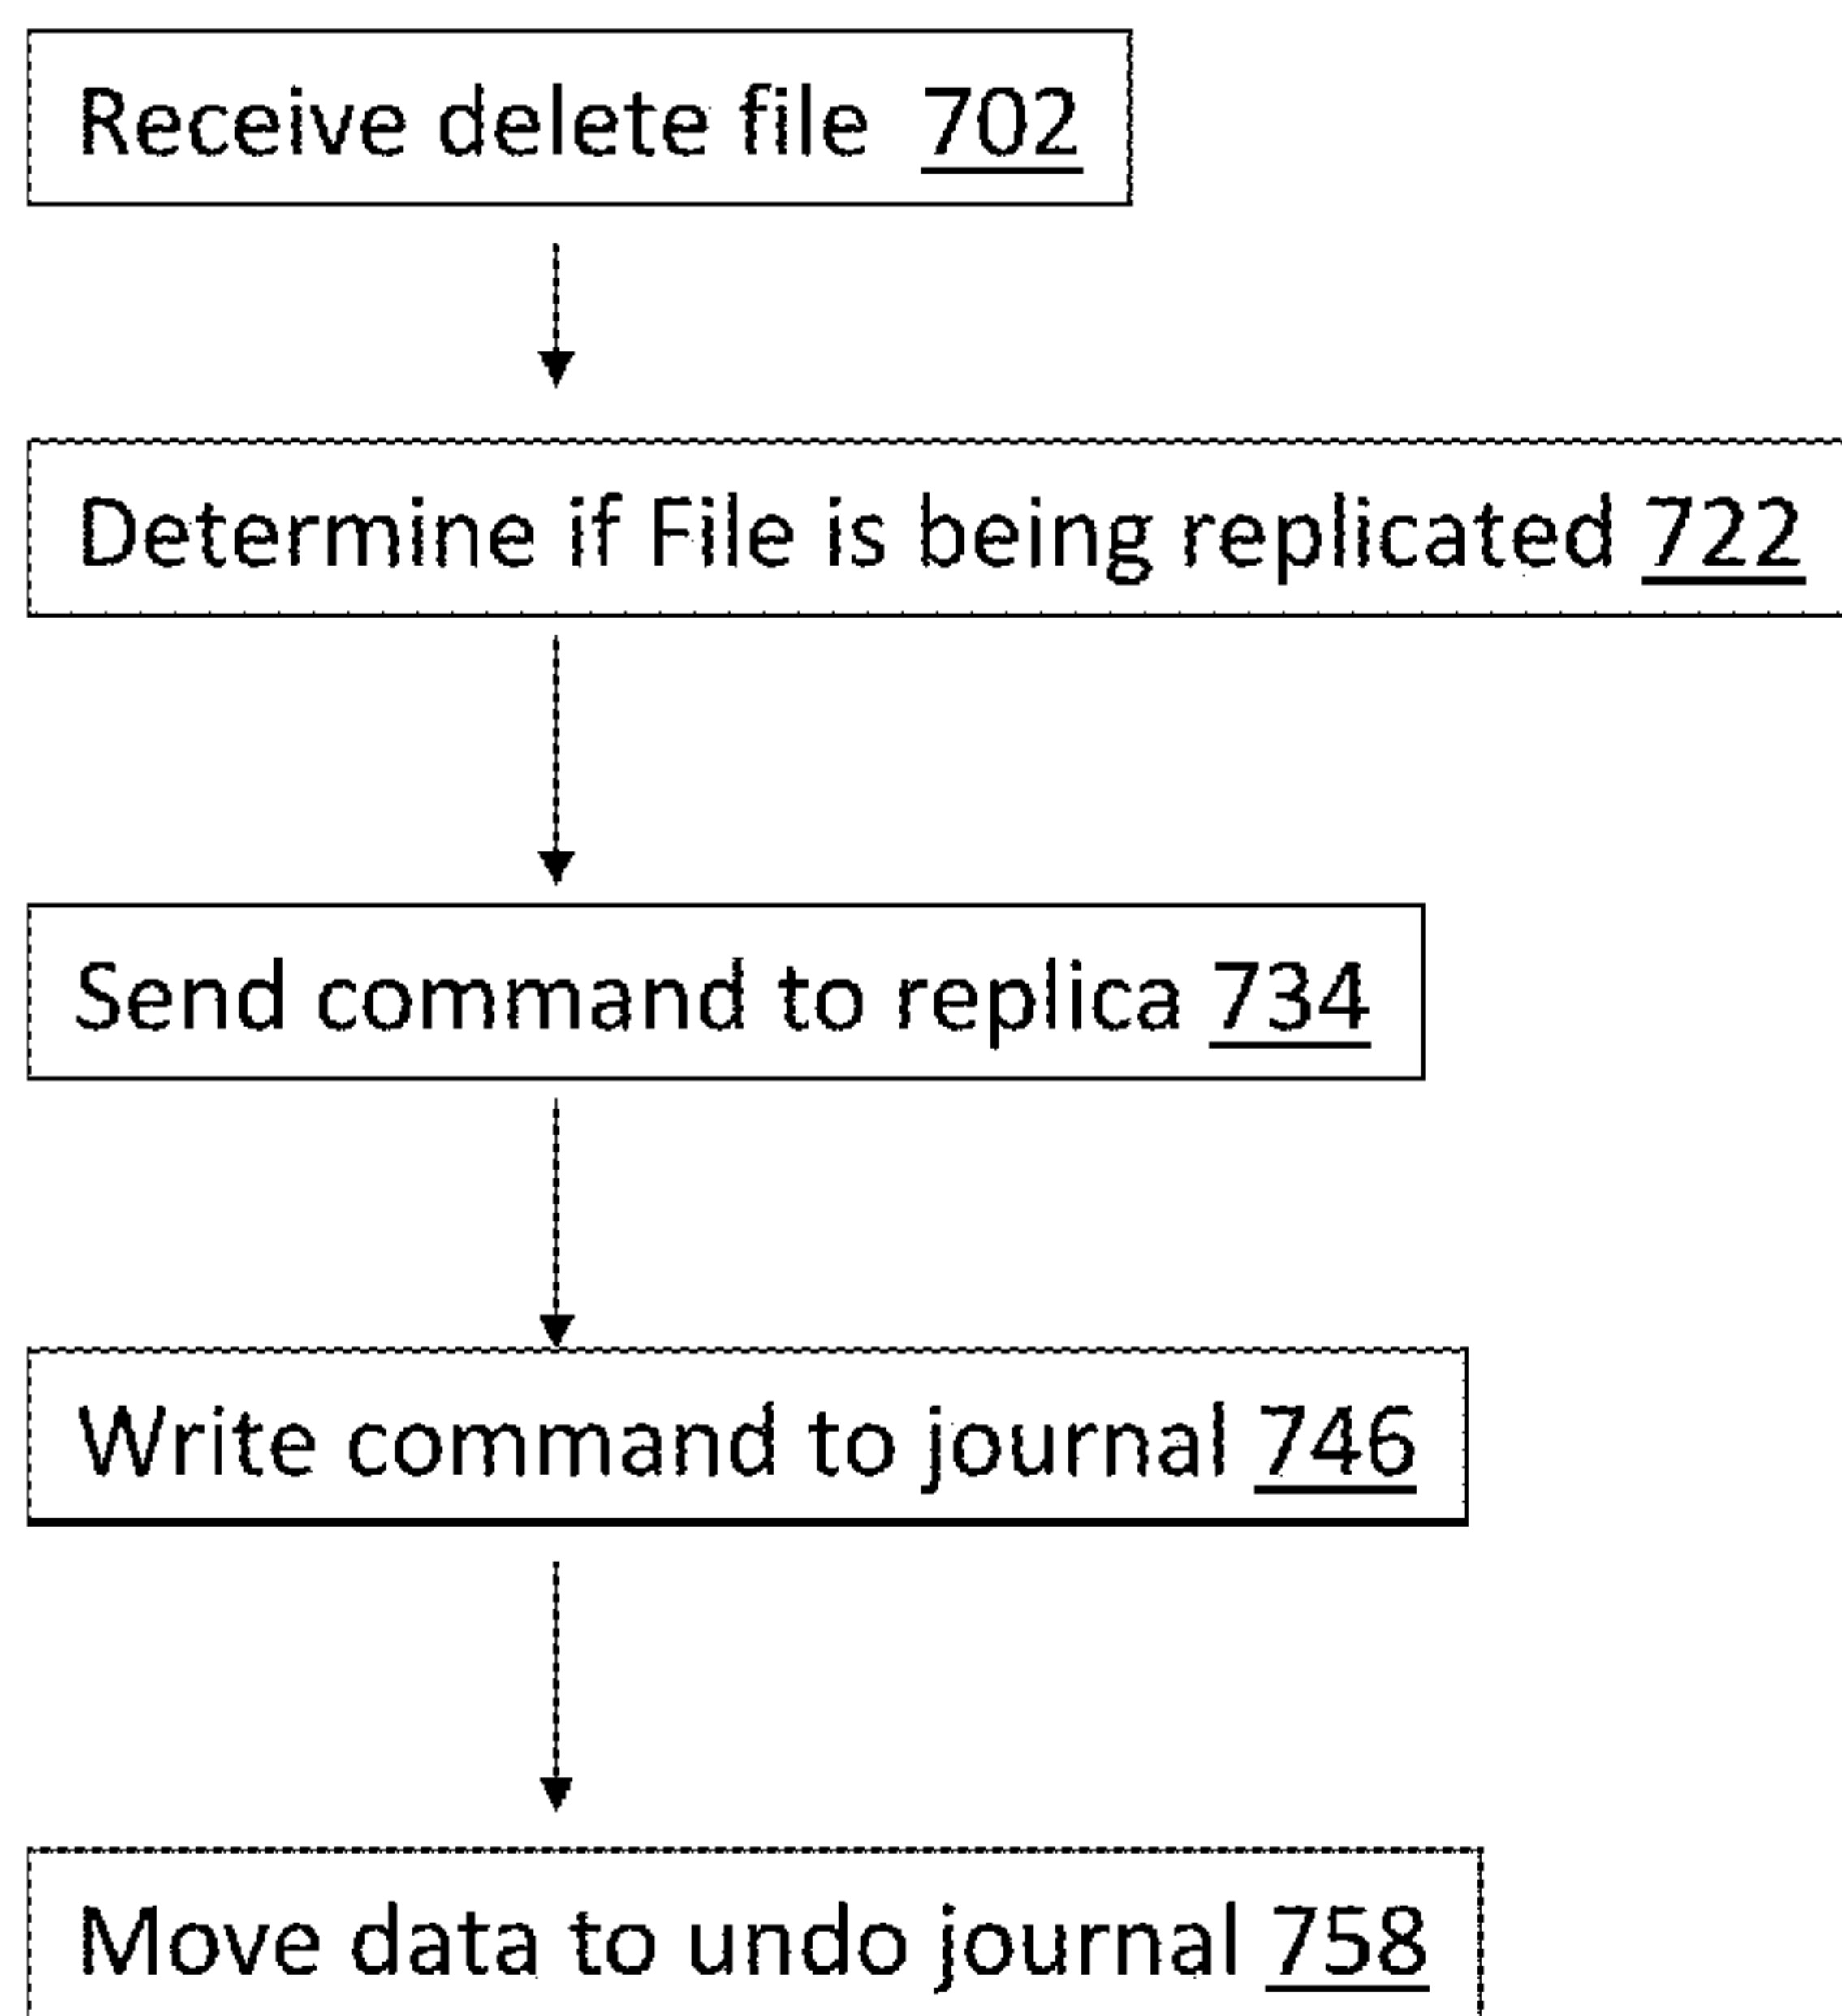 Receive delete file 702
Determine if File is being replicated 722
Send command to replica 734
Write command to journal 746
Move data to undo journal 758